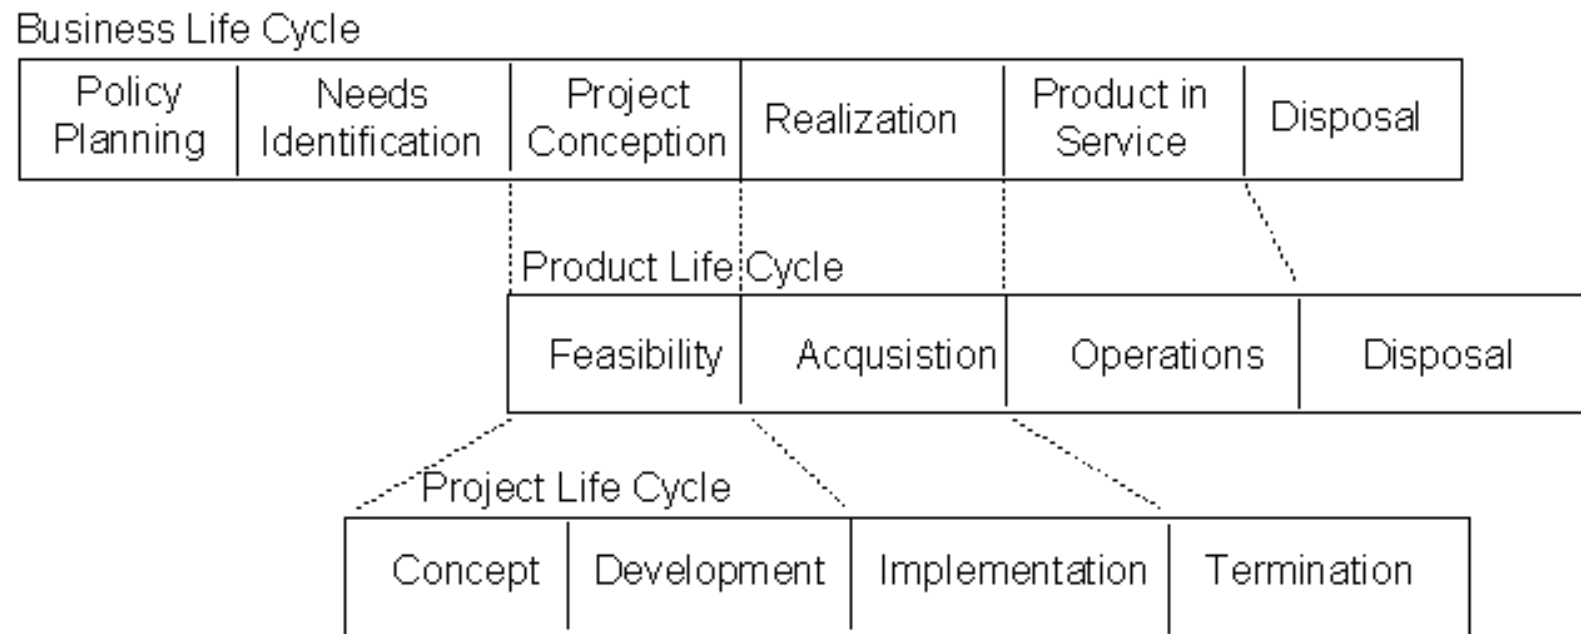 Business Life Cycle
Policy
Planning
Needs
Identification
Project
Conception
Realization
Product in
Service
Disposal
Product Life Cycle
Feasibility
Acqusistion
Operations
Disposal
Project Life Cycle
Concept
Development
Implementation
Termination